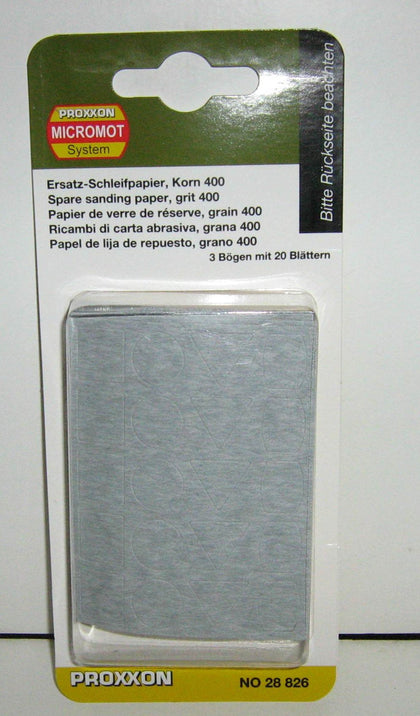 PROXXON
MICROMOT
System
Bitte Rückseite beachten
Ersatz-Schleifpapier, Korn 400
Spare sanding paper, grit 400
Papier de verre de réserve, grain 400
Ricambi di carta abrasiva, grana 400
Papel de lija de repuesto, grano 400
3 Bögen mit 20 Blättern
PROXXON
NO 28 826